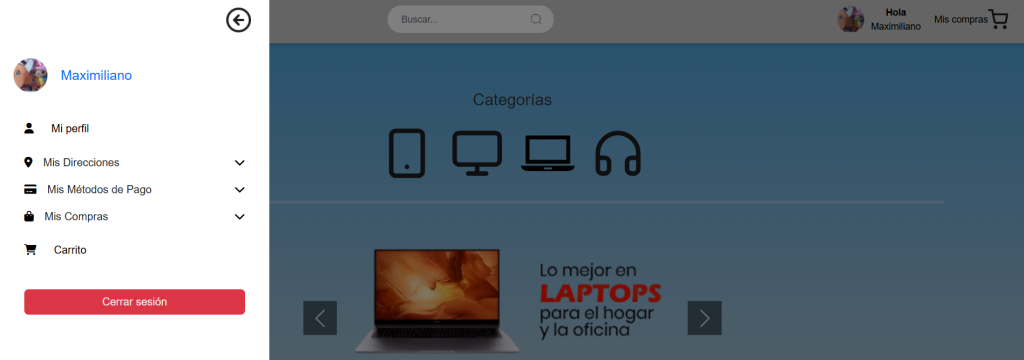 Maximiliano
Mi perfil
Mis Direcciones
Mis Métodos de Pago
Mis Compras
Carrito
Cerrar sesión
Buscar...
Hola
Maximiliano
Mis compras
Categorías
Lo mejor en
LAPTOPS
para el hogar
y la oficina